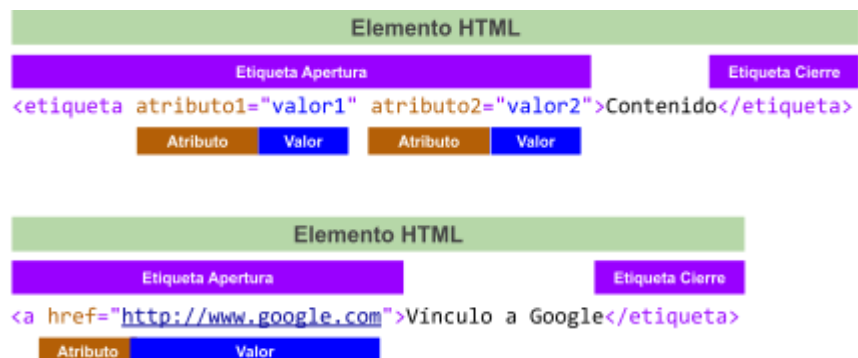 Elemento HTML
Etiqueta Apertura Etiqueta Cierre
<etiqueta atributo1="valor1" atributo2="valor2">Contenido</etiqueta>
Atributo Valor Atributo Valor
Elemento HTML
Etiqueta Apertura Etiqueta Cierre
<a href="http://www.google.com">Vínculo a Google</etiqueta>
Atributo Valor